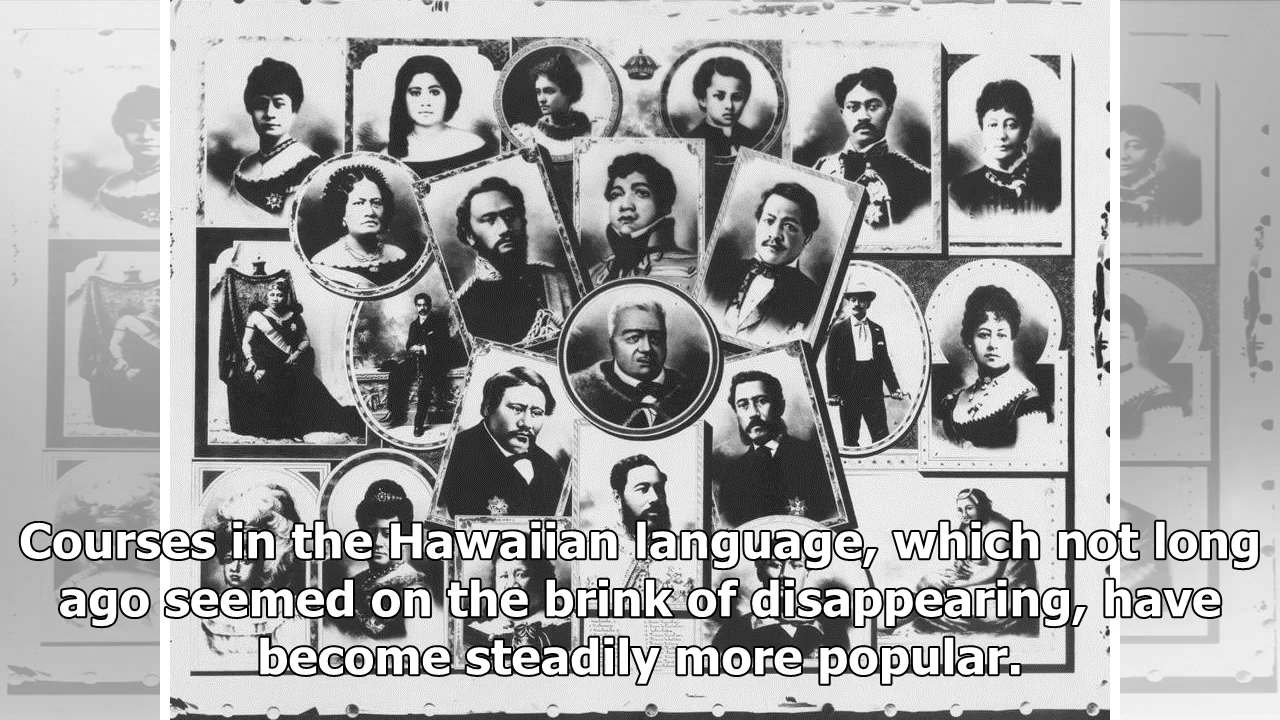 Courses in the Hawaiian language, which not long
ago seemed on the brink of disappearing, have
become steadily more popular.